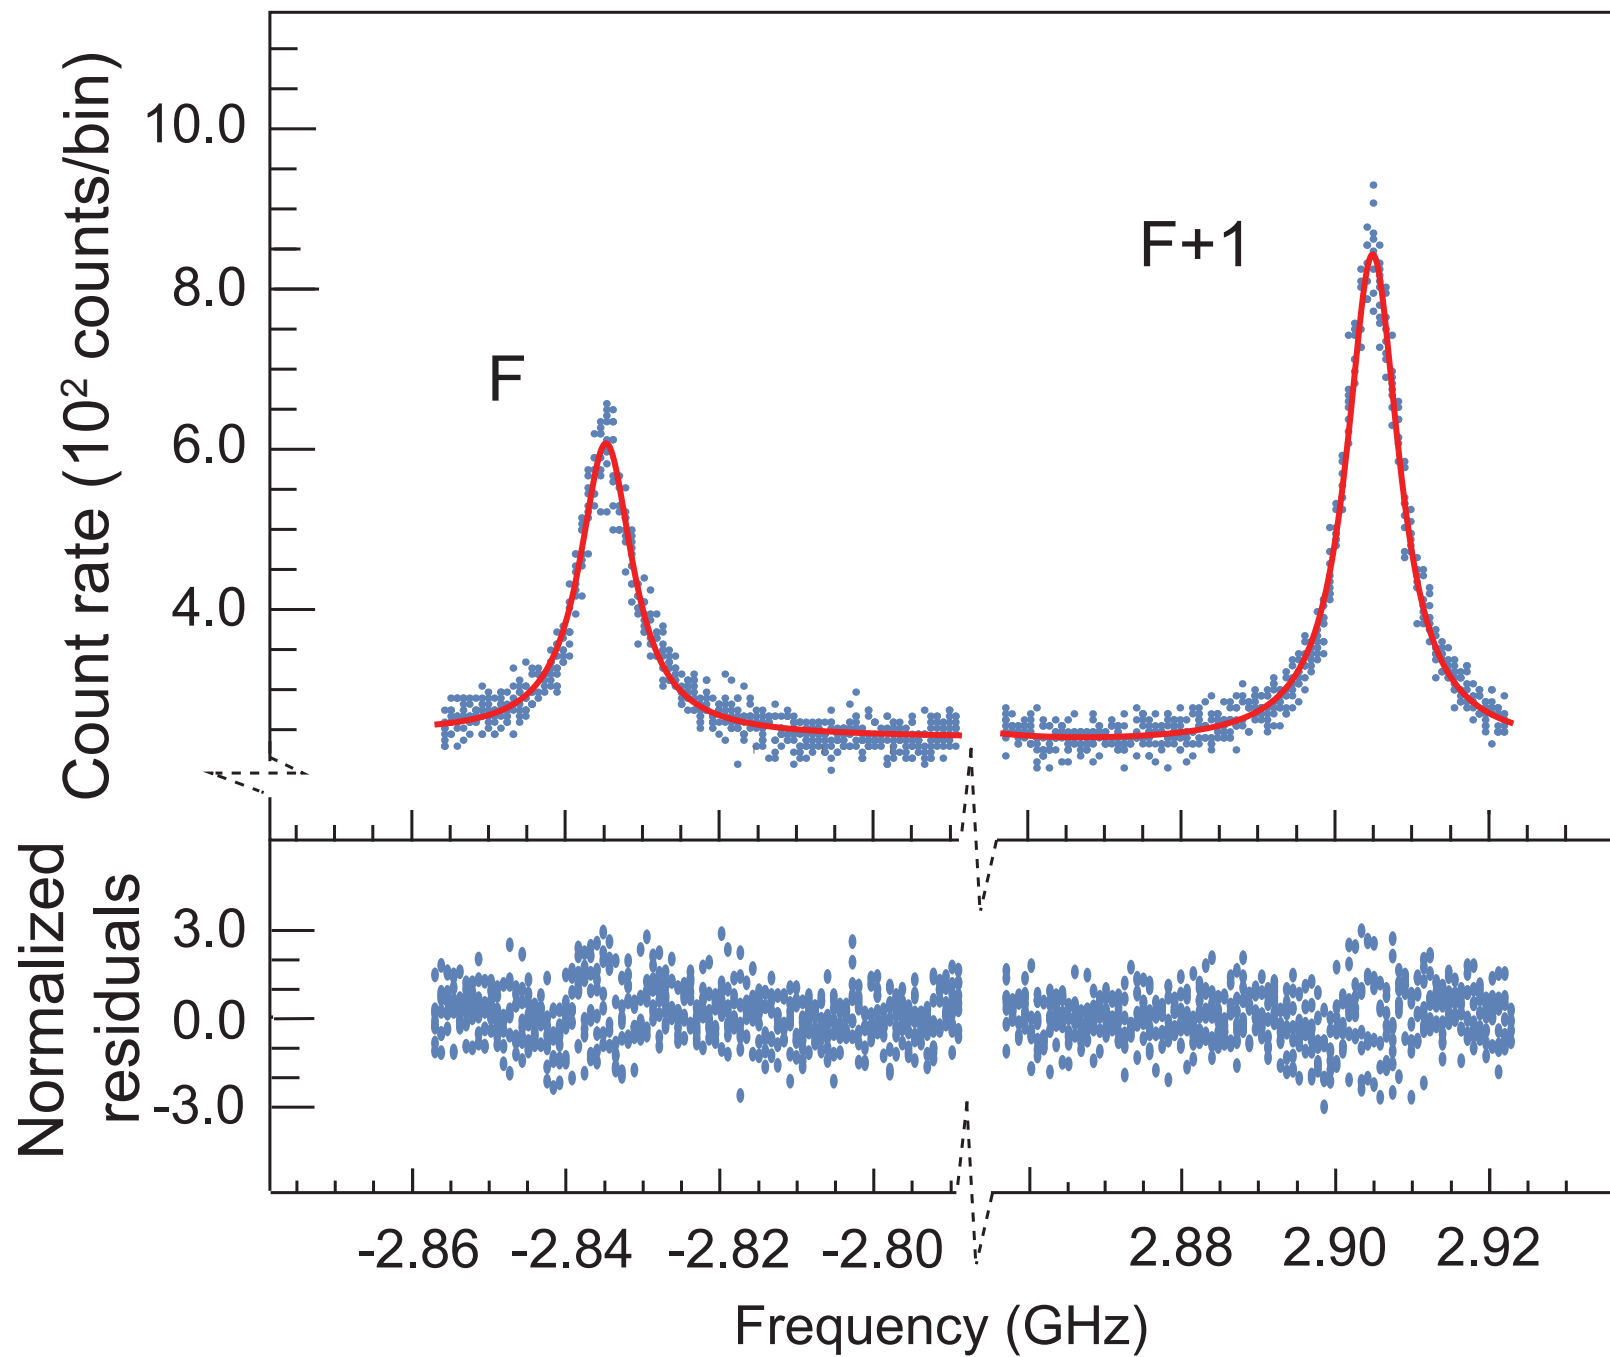 Count rate (10² counts/bin)
10.0
8.0
6.0
4.0
F
F+1
Normalized
residuals
3.0
0.0
-3.0
-2.86 -2.84 -2.82 -2.80 2.88 2.90 2.92
Frequency (GHz)